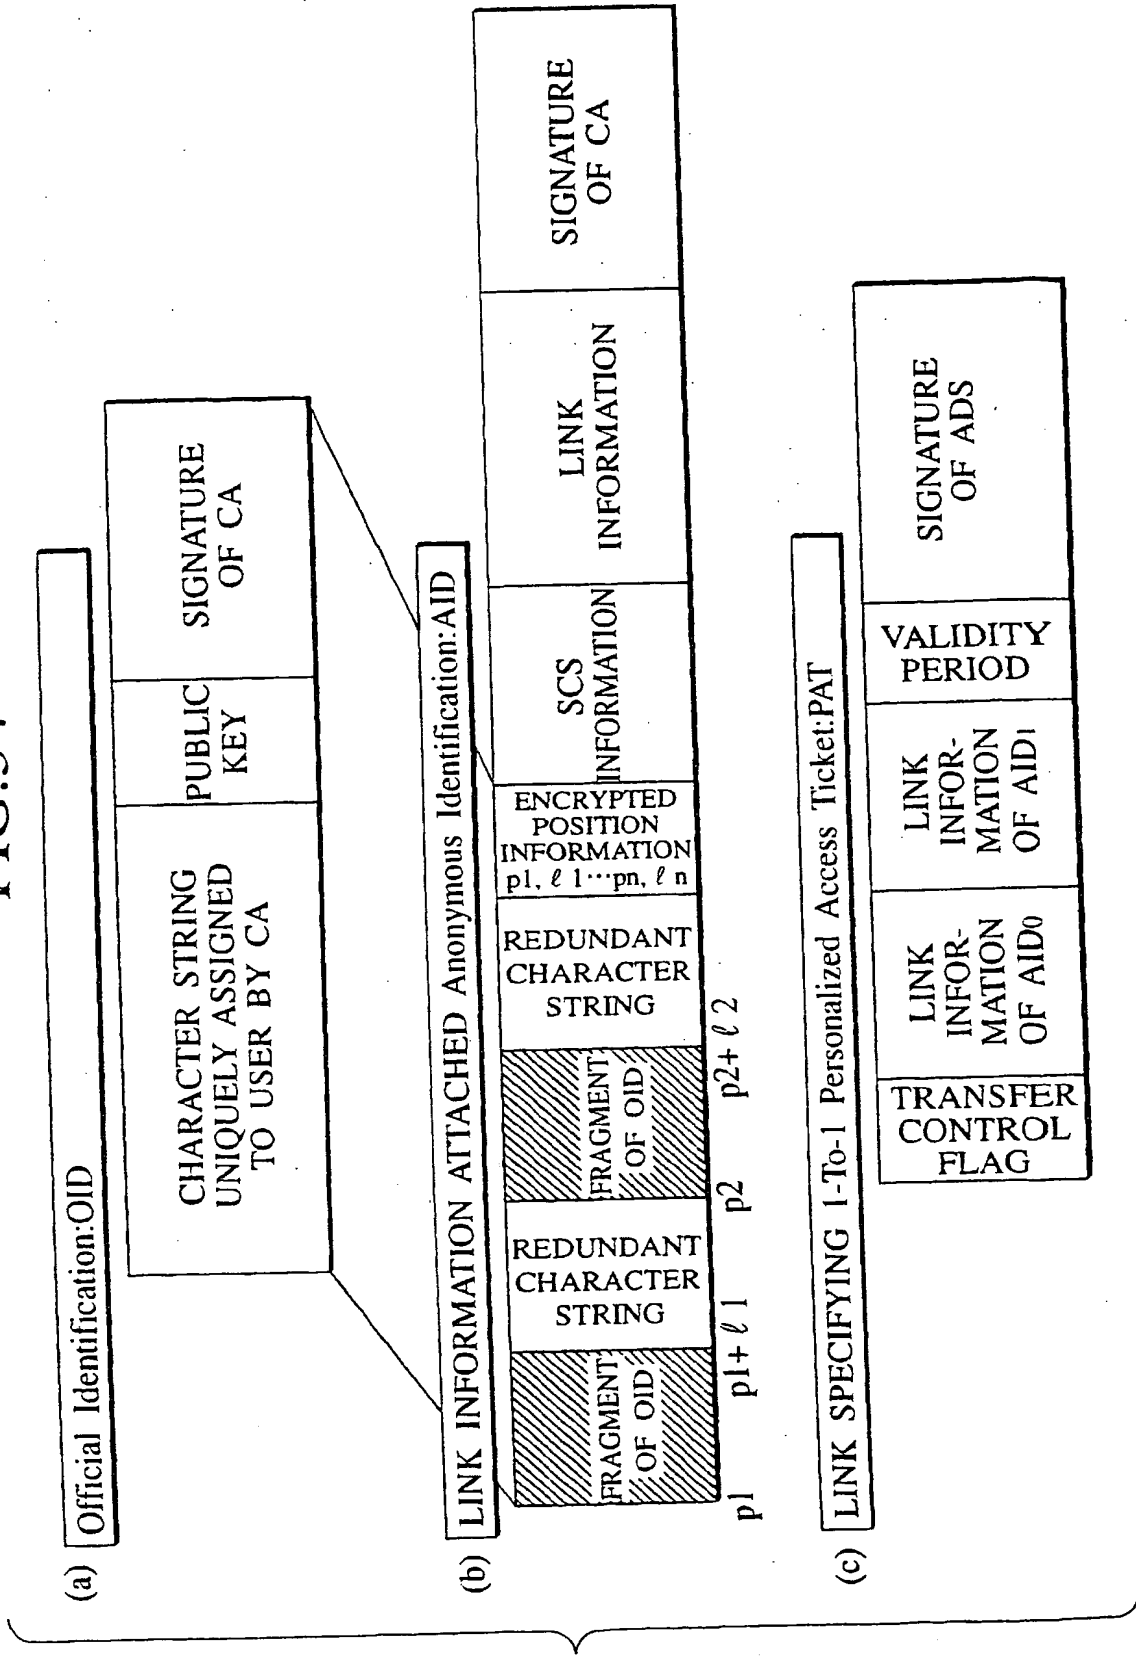 (a)
Official Identification:OID
CHARACTER STRING
UNIQUELY ASSIGNED
TO USER BY CA
PUBLIC
KEY
SIGNATURE
OF CA
(b)
LINK INFORMATION ATTACHED Anonymous Identification:AID
FRAGMENT
OF OID
REDUNDANT
CHARACTER
STRING
FRAGMENT
OF OID
REDUNDANT
CHARACTER
STRING
ENCRYPTED
POSITION
INFORMATION
p1, ℓ 1⋯pn, ℓ n
SCS
INFORMATION
LINK
INFORMATION
SIGNATURE
OF CA
p1
p1+ ℓ 1
p2
p2+ ℓ 2
(c)
LINK SPECIFYING 1-To-1 Personalized Access Ticket:PAT
TRANSFER
CONTROL
FLAG
LINK
INFOR-
MATION
OF AID0
LINK
INFOR-
MATION
OF AID1
VALIDITY
PERIOD
SIGNATURE
OF ADS